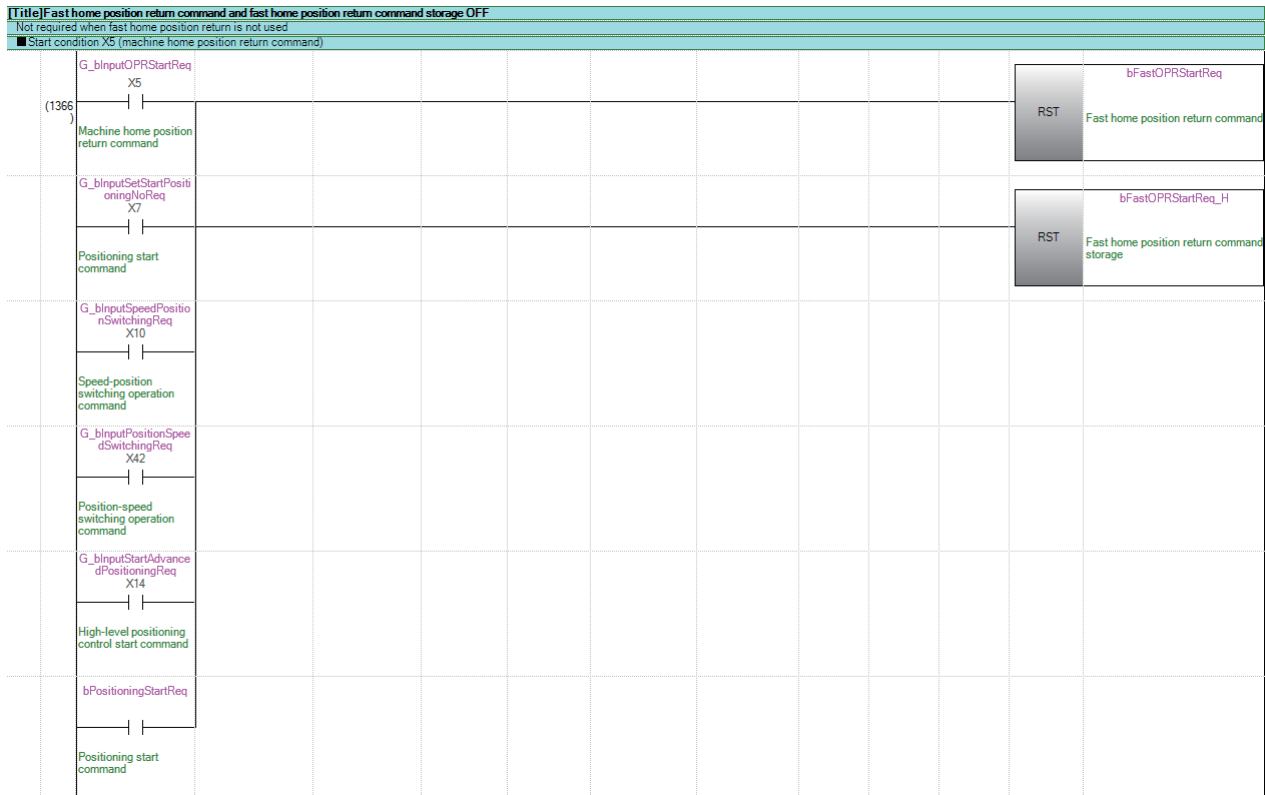 [Title]Fast home position return command and fast home position return command storage OFF
Not required when fast home position return is not used
■Start condition X5 (machine home position return command)
G_bInputOPRStartReq
X5
(1366
)
Machine home position
return command
RST
bFastOPRStartReq
Fast home position return command
G_bInputSetStartPositi
oningNoReq
X7
Positioning start
command
RST
bFastOPRStartReq_H
Fast home position return command
storage
G_bInputSpeedPositio
nSwitchingReq
X10
Speed-position
switching operation
command
G_bInputPositionSpee
dSwitchingReq
X42
Position-speed
switching operation
command
G_bInputStartAdvance
dPositioningReq
X14
High-level positioning
control start command
bPositioningStartReq
Positioning start
command